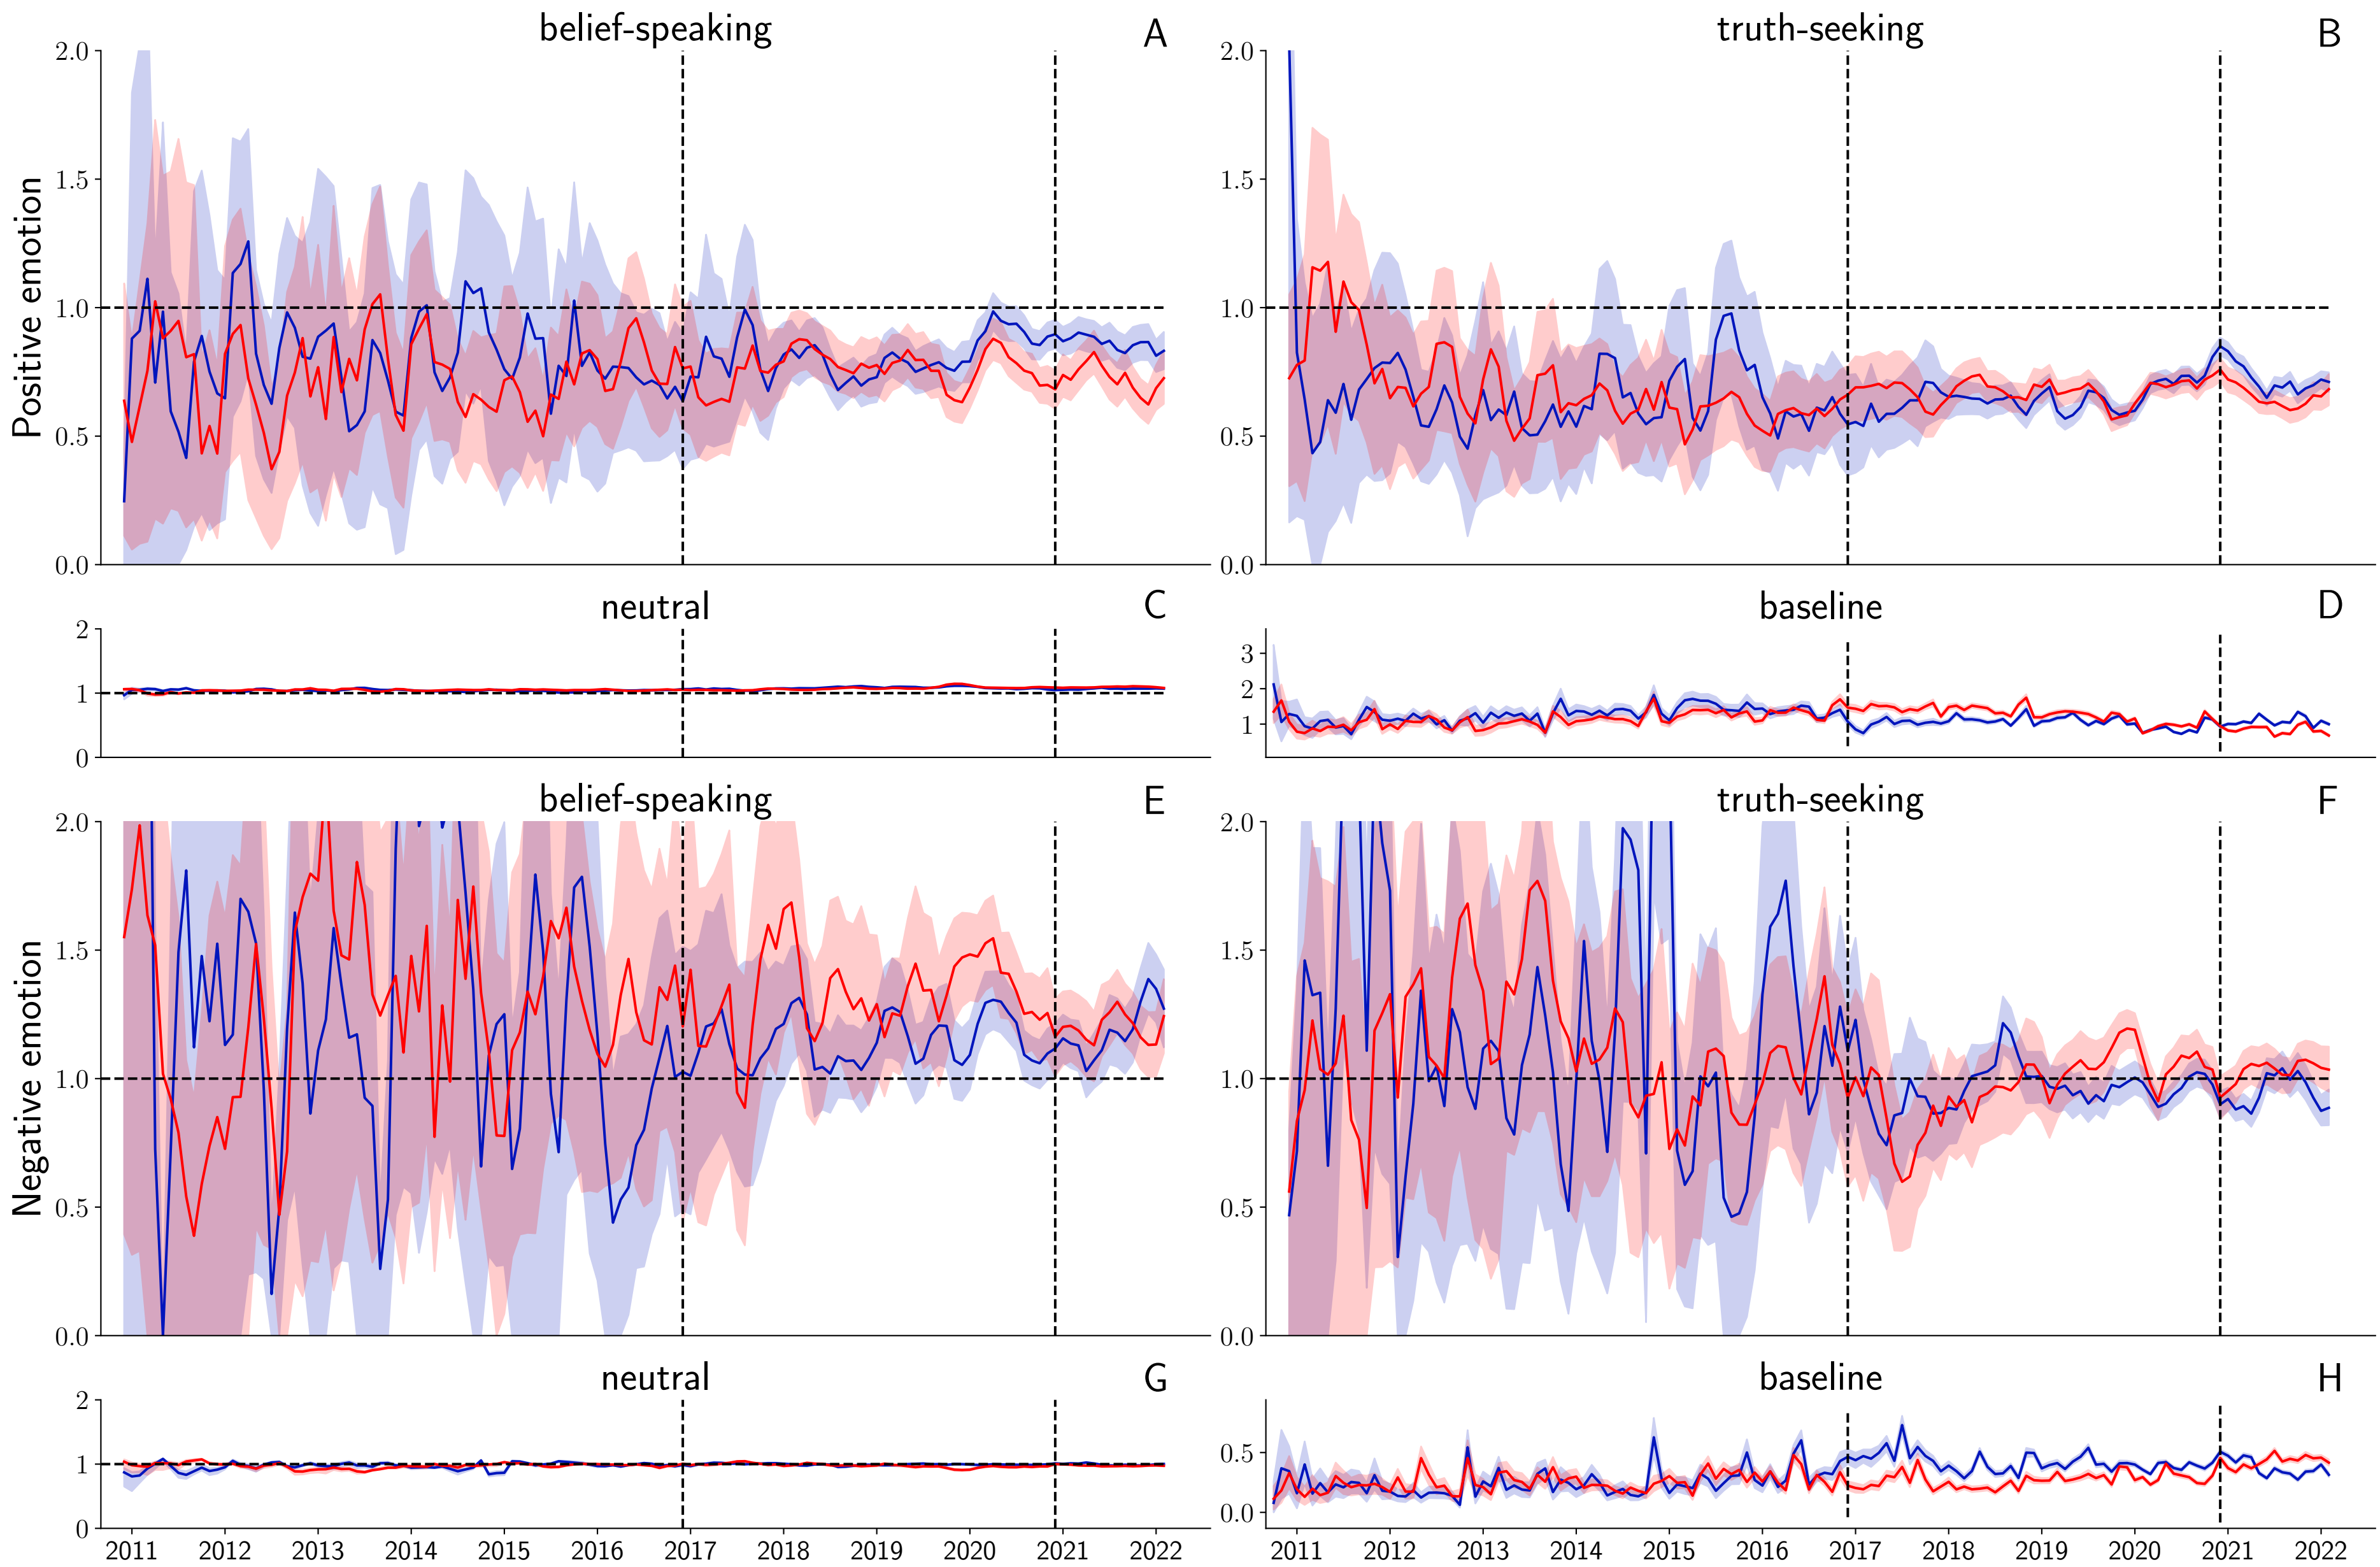 belief-speaking
A
truth-seeking
B
Positive emotion
2.0
1.5
1.0
0.5
0.0
2.0
1.5
1.0
0.5
0.0
neutral
C
baseline
D
2
1
0
3
2
1
belief-speaking
E
truth-seeking
F
Negative emotion
2.0
1.5
1.0
0.5
0.0
2.0
1.5
1.0
0.5
0.0
neutral
G
baseline
H
2
1
0
0.5
0.0
2011 2012 2013 2014 2015 2016 2017 2018 2019 2020 2021 2022
2011 2012 2013 2014 2015 2016 2017 2018 2019 2020 2021 2022